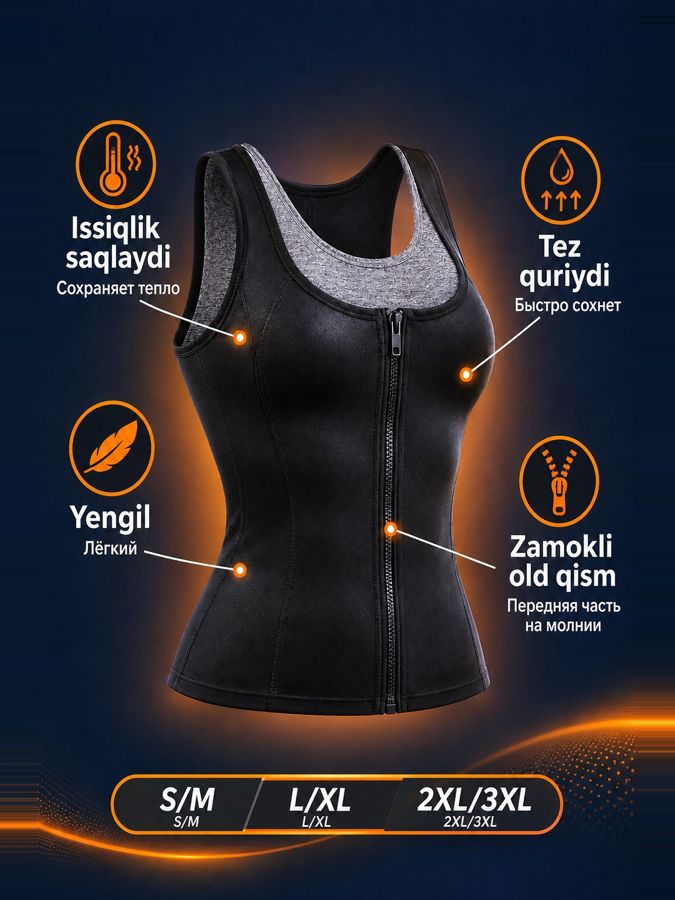 Issiqlik
saqlaydi
Сохраняет тепло
Tez
quriydi
Быстро сохнет
Yengil
Лёгкий
Zamokli
old qism
Передняя часть
на молнии
S/M
S/M
L/XL
L/XL
2XL/3XL
2XL/3XL